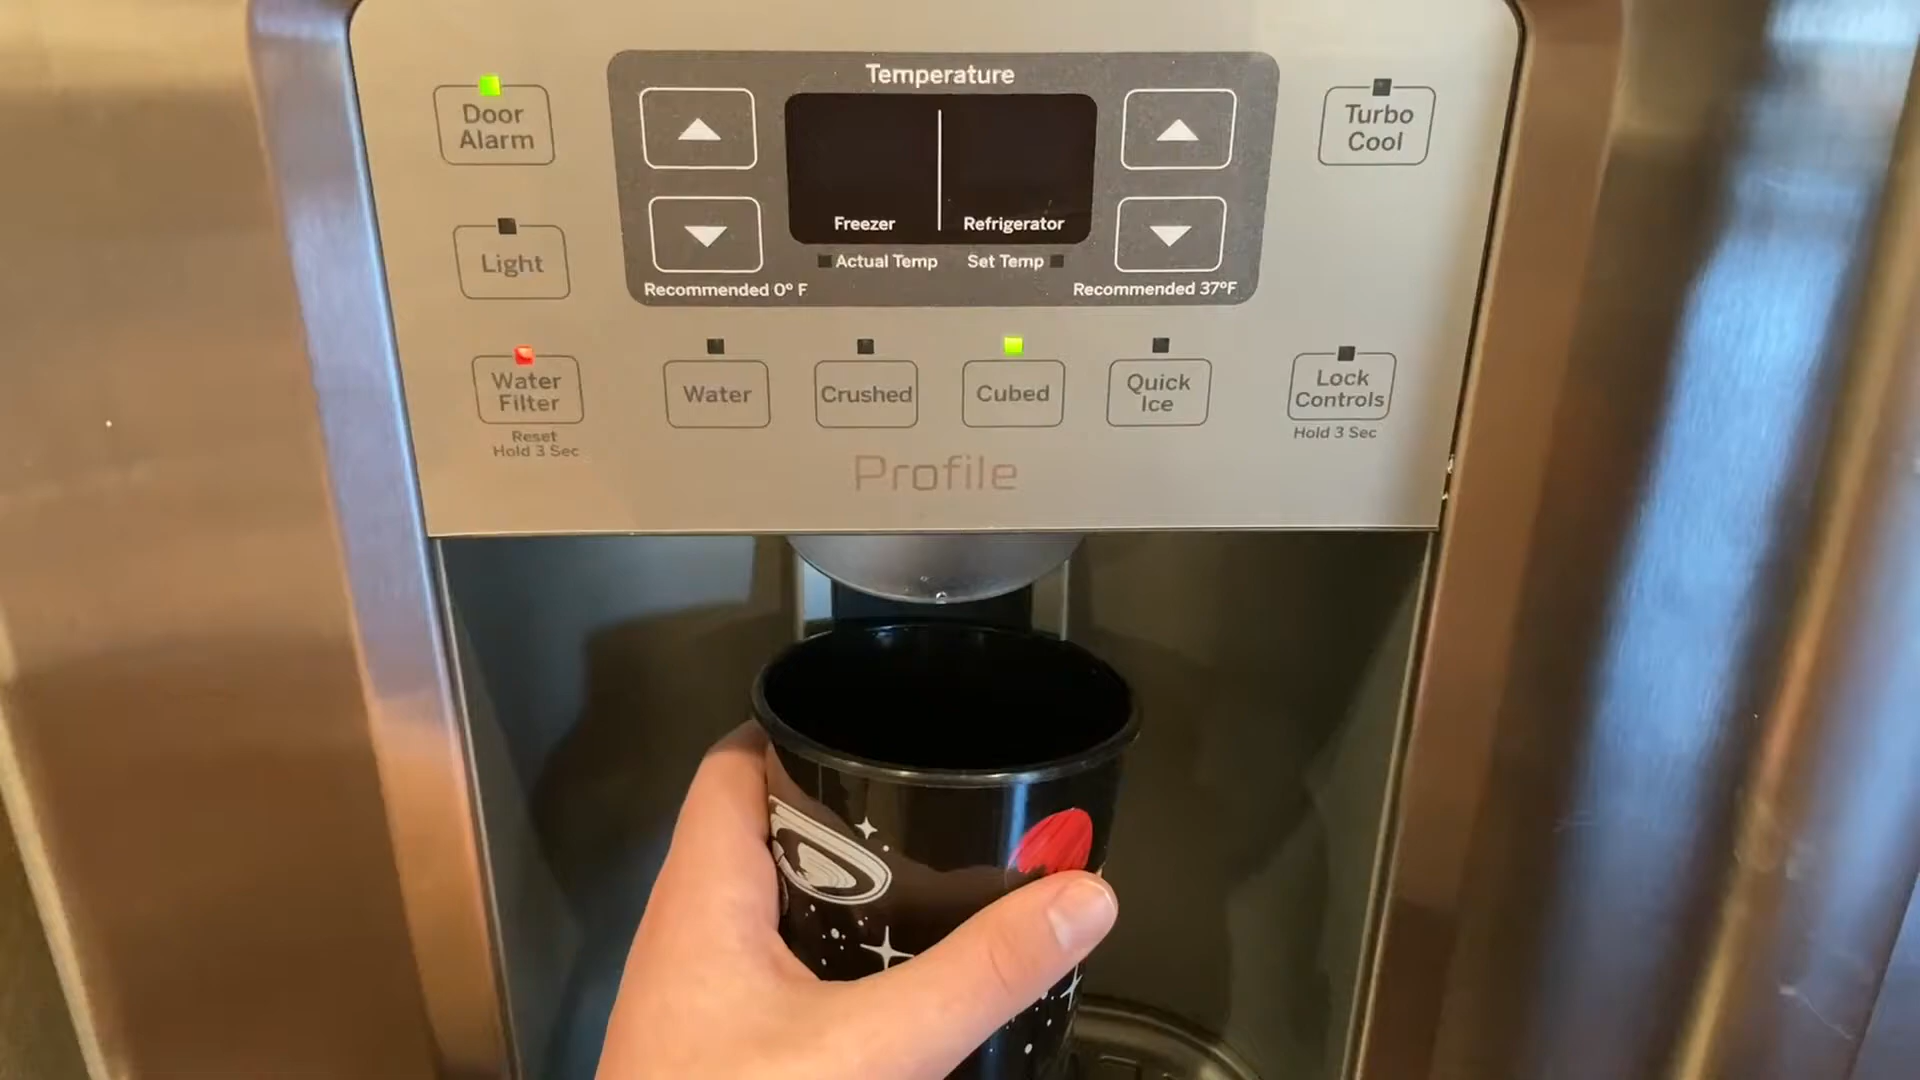 Temperature
Door
Alarm
Turbo
Cool
Freezer
Refrigerator
Light
Actual Temp
Set Temp
Recommended 0° F
Recommended 37°F
Water
Filter
Reset
Hold 3 Sec
Water
Crushed
Cubed
Quick
Ice
Lock
Controls
Hold 3 Sec
Profile